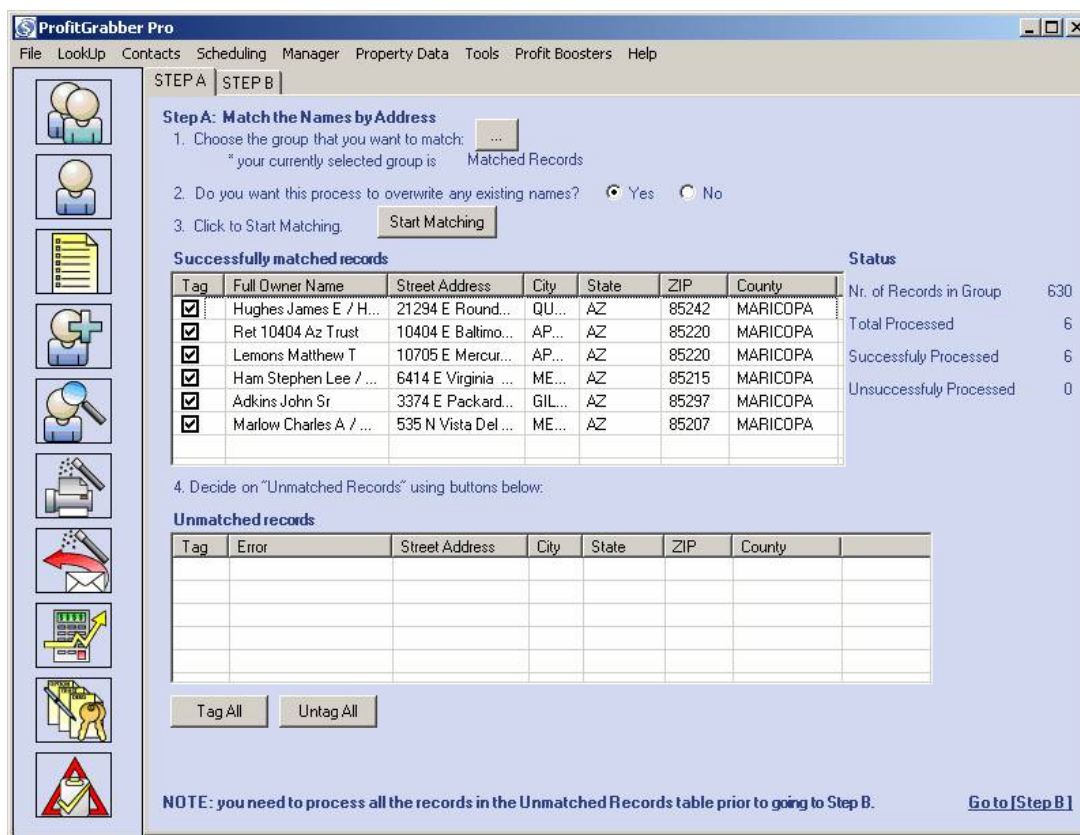 ProfitGrabber Pro
File LookUp Contacts Scheduling Manager Property Data Tools Profit Boosters Help
STEP A STEP B
Step A: Match the Names by Address
1. Choose the group that you want to match: ...
* your currently selected group is Matched Records
2. Do you want this process to overwrite any existing names? Yes No
3. Click to Start Matching. Start Matching
Successfully matched records Status
Tag Full Owner Name Street Address City State ZIP County
Hughes James E / H... 21294 E Round... QU... AZ 85242 MARICOPA
Ret 10404 Az Trust 10404 E Baltimo... AP... AZ 85220 MARICOPA
Lemons Matthew T 10705 E Mercur... AP... AZ 85220 MARICOPA
Ham Stephen Lee / ... 6414 E Virginia ... ME... AZ 85215 MARICOPA
Adkins John Sr 3374 E Packard... GIL... AZ 85297 MARICOPA
Marlow Charles A / ... 535 N Vista Del ... ME... AZ 85207 MARICOPA
Nr. of Records in Group 630
Total Processed 6
Successfuly Processed 6
Unsuccessfuly Processed 0
4. Decide on "Unmatched Records" using buttons below:
Unmatched records
Tag Error Street Address City State ZIP County
Tag All Untag All
NOTE: you need to process all the records in the Unmatched Records table prior to going to Step B. Go to [Step B]